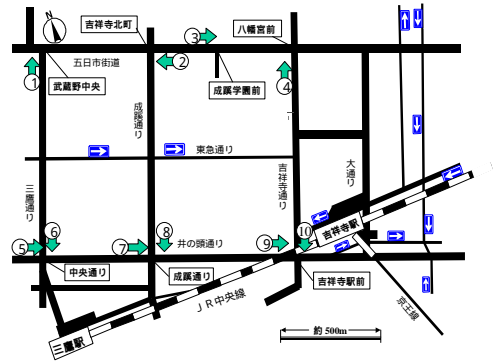 N
吉祥寺北町
八幡宮前
③
五日市街道
②
①
武蔵野中央
成蹊学園前
④
成蹊通り
東急通り
吉祥寺通り
大通り
三鷹通り
吉祥寺駅
⑥
⑧
⑩
⑤
⑦
井の頭通り
⑨
中央通り
成蹊通り
吉祥寺駅前
JR中央線
京王線
三鷹駅
約 500m